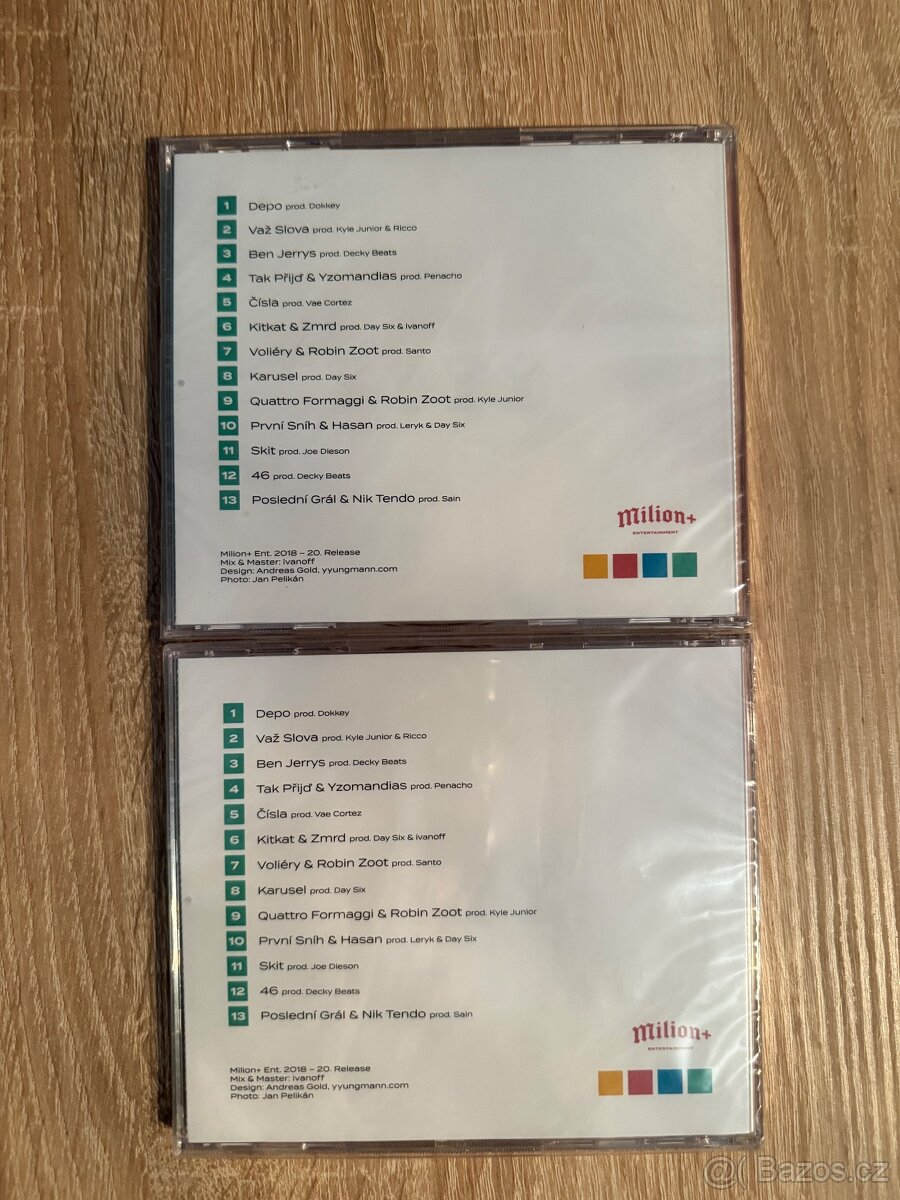 1 Depo prod. Dokkey
2 Važ Slova prod. Kyle Junior & Ricco
3 Ben Jerrys prod. Decky Beats
4 Tak Přijď & Yzomandias prod. Penacho
5 Čísla prod. Vae Cortez
6 Kitkat & Zmrd prod. Day Six & ivanoff
7 Voliéry & Robin Zoot prod. Santo
8 Karusel prod. Day Six
9 Quattro Formaggi & Robin Zoot prod. Kyle Junior
10 První Sníh & Hasan prod. Leryk & Day Six
11 Skit prod. Joe Dieson
12 46 prod. Decky Beats
13 Poslední Grál & Nik Tendo prod. Sain
Milion+
ENTERTAINMENT
Milion+ Ent. 2018 – 20. Release
Mix & Master: ivanoff
Design: Andreas Gold, yyungmann.com
Photo: Jan Pelikán
1 Depo prod. Dokkey
2 Važ Slova prod. Kyle Junior & Ricco
3 Ben Jerrys prod. Decky Beats
4 Tak Přijď & Yzomandias prod. Penacho
5 Čísla prod. Vae Cortez
6 Kitkat & Zmrd prod. Day Six & ivanoff
7 Voliéry & Robin Zoot prod. Santo
8 Karusel prod. Day Six
9 Quattro Formaggi & Robin Zoot prod. Kyle Junior
10 První Sníh & Hasan prod. Leryk & Day Six
11 Skit prod. Joe Dieson
12 46 prod. Decky Beats
13 Poslední Grál & Nik Tendo prod. Sain
Milion+
ENTERTAINMENT
Milion+ Ent. 2018 – 20. Release
Mix & Master: ivanoff
Design: Andreas Gold, yyungmann.com
Photo: Jan Pelikán
@ Bazos.cz